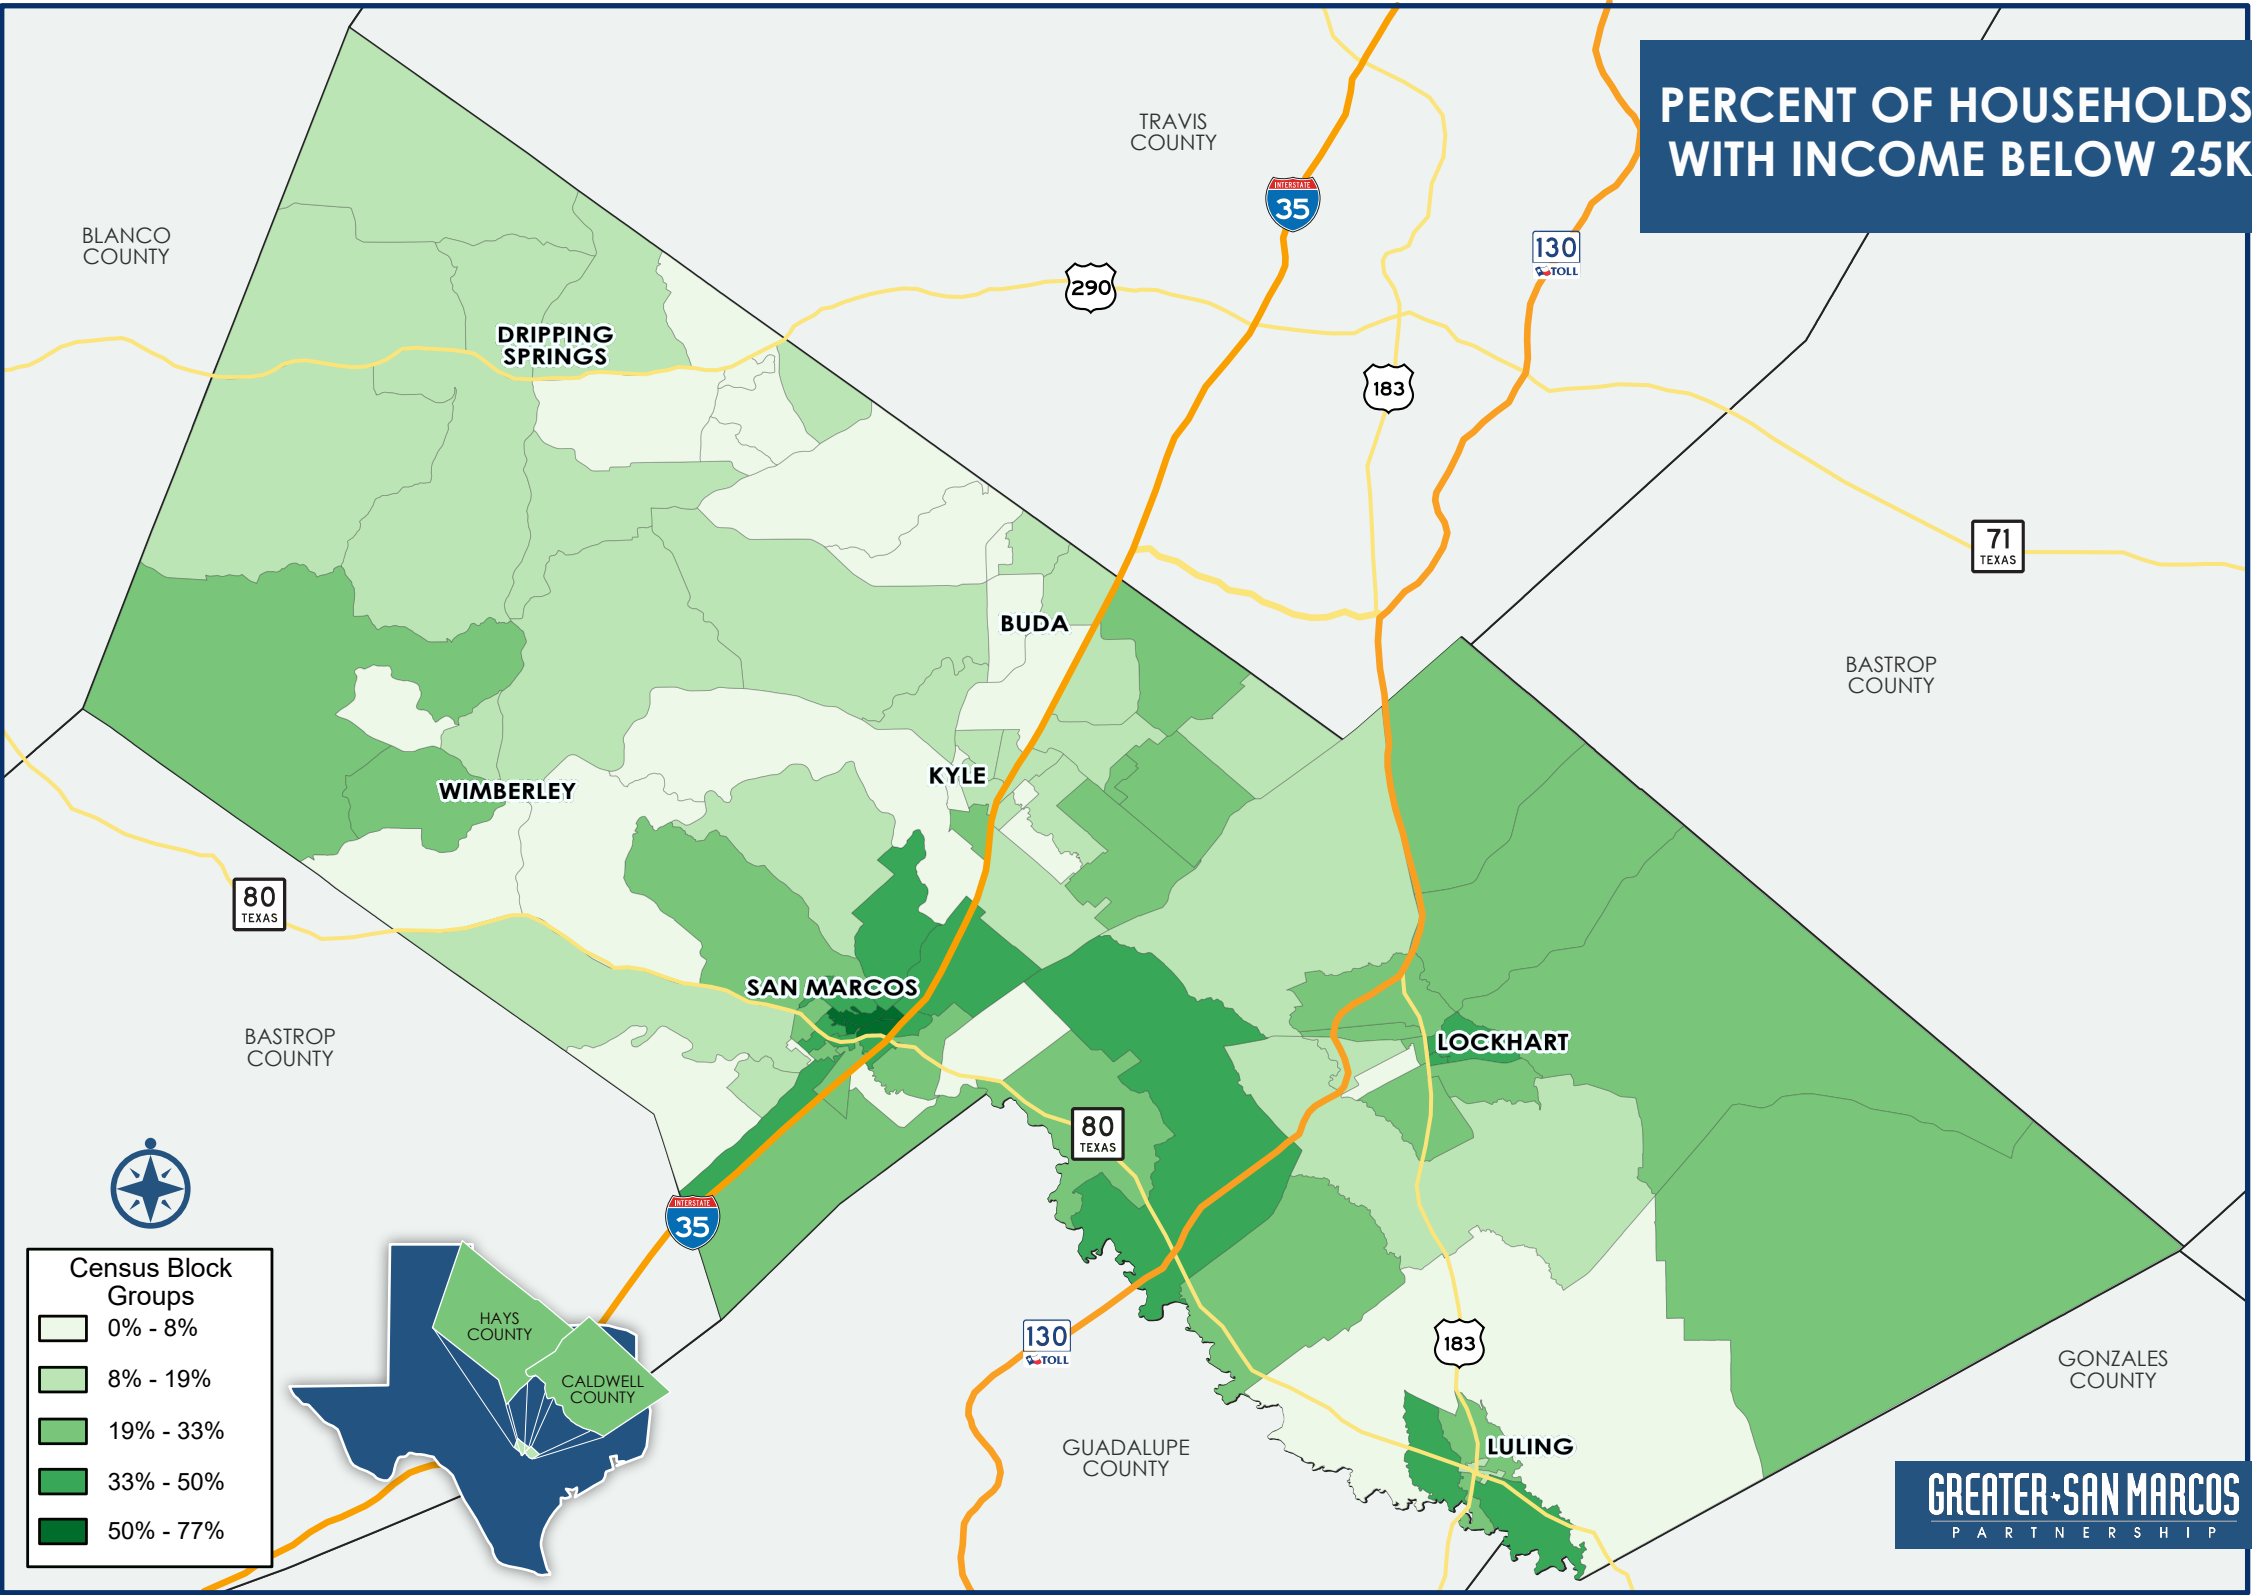 PERCENT OF HOUSEHOLDS
WITH INCOME BELOW 25K
TRAVIS
COUNTY
BLANCO
COUNTY
INTERSTATE
35
130
TOLL
290
183
DRIPPING
SPRINGS
71
TEXAS
BUDA
BASTROP
COUNTY
KYLE
WIMBERLEY
80
TEXAS
SAN MARCOS
BASTROP
COUNTY
LOCKHART
80
TEXAS
INTERSTATE
35
130
TOLL
183
GONZALES
COUNTY
GUADALUPE
COUNTY
LULING
Census Block
Groups
0% - 8%
8% - 19%
19% - 33%
33% - 50%
50% - 77%
HAYS
COUNTY
CALDWELL
COUNTY
GREATER SAN MARCOS
PARTNERSHIP